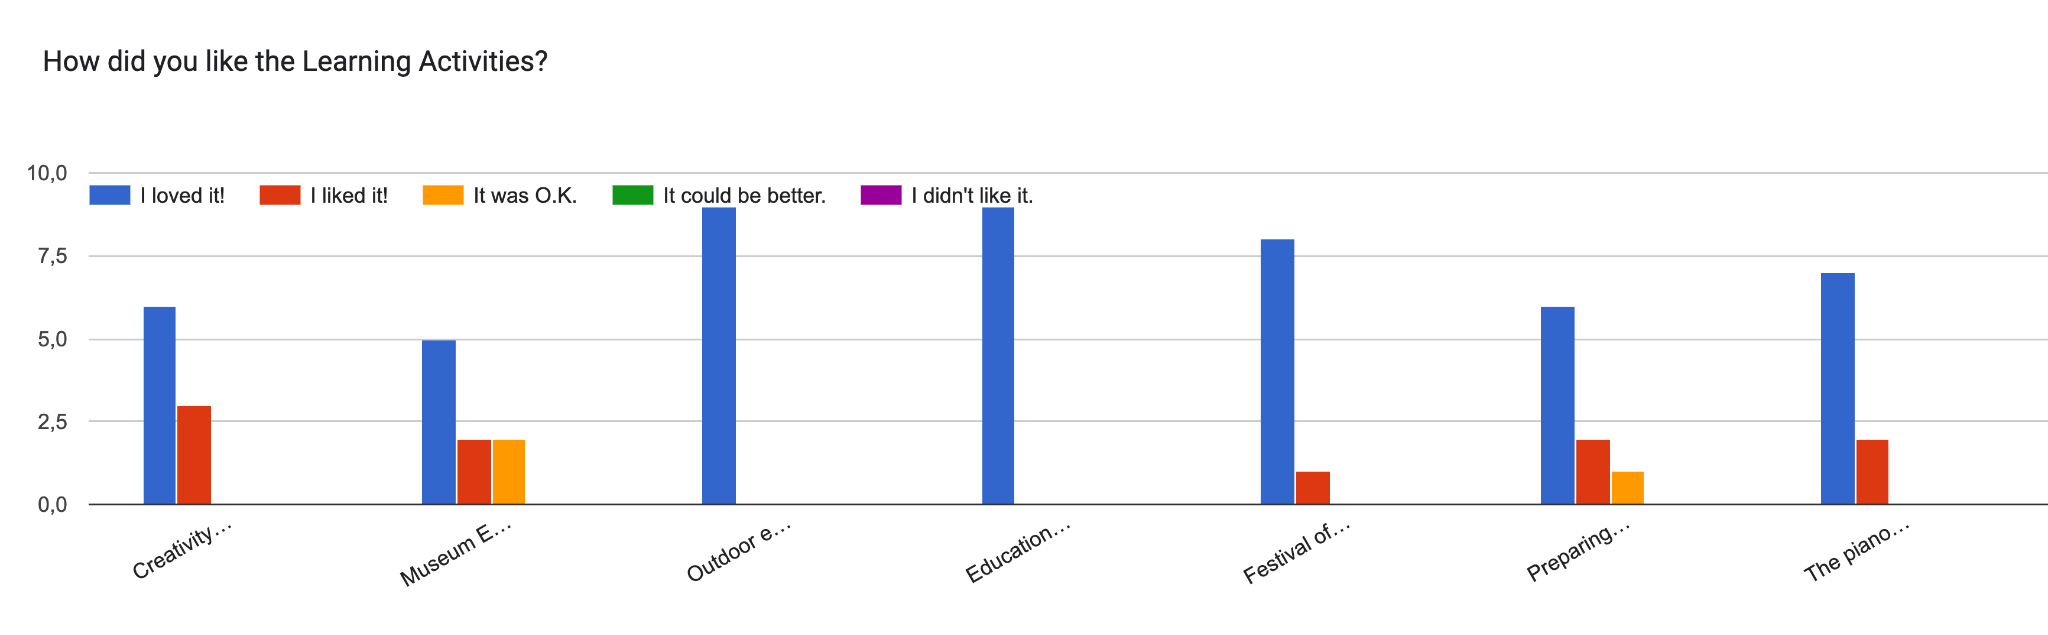 How did you like the Learning Activities?
10,0
I loved it! I liked it! It was O.K. It could be better. I didn't like it.
7,5
5,0
2,5
0,0
Creativity… Museum E… Outdoor e… Education… Festival of… Preparing… The piano…